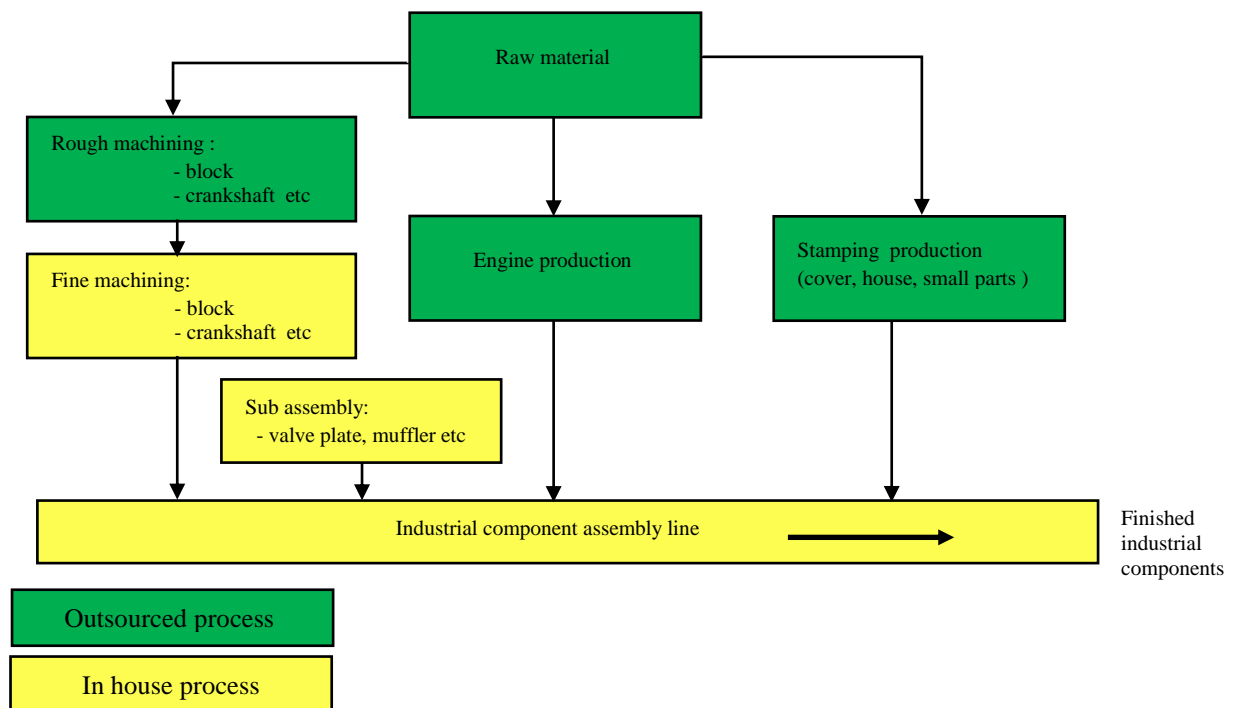 Raw material
Rough machining :
- block
- crankshaft etc
Fine machining:
- block
- crankshaft etc
Engine production
Stamping production
(cover, house, small parts )
Sub assembly:
- valve plate, muffler etc
Industrial component assembly line
Finished
industrial
components
Outsourced process
In house process